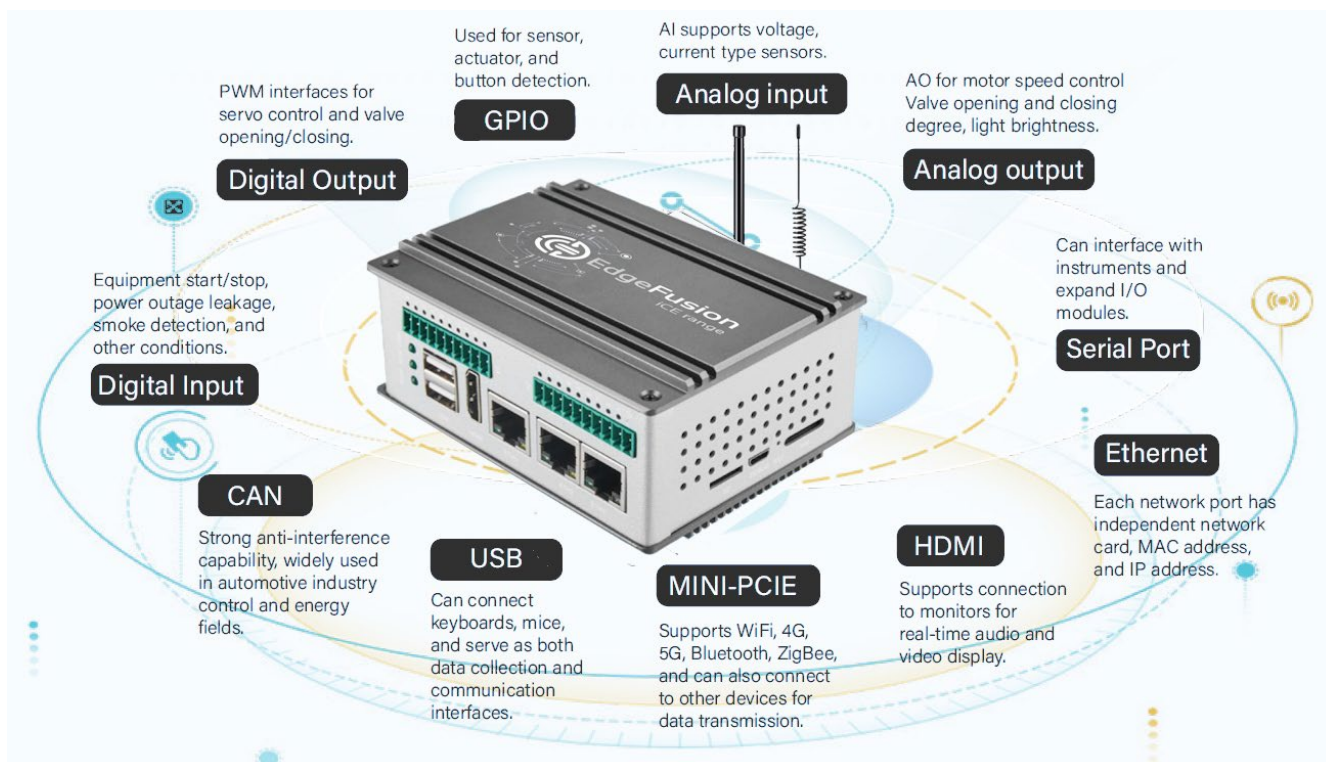 Used for sensor,
actuator, and
button detection.
GPIO
AI supports voltage,
current type sensors.
Analog input
PWM interfaces for
servo control and valve
opening/closing.
Digital Output
AO for motor speed control
Valve opening and closing
degree, light brightness.
Analog output
Equipment start/stop,
power outage leakage,
smoke detection, and
other conditions.
Digital Input
EdgeFusion
iCE range
Can interface with
instruments and
expand I/O
modules.
Serial Port
CAN
Strong anti-interference
capability, widely used
in automotive industry
control and energy
fields.
USB
Can connect
keyboards, mice,
and serve as both
data collection and
communication
interfaces.
MINI-PCIE
Supports WiFi, 4G,
5G, Bluetooth, ZigBee,
and can also connect
to other devices for
data transmission.
HDMI
Supports connection
to monitors for
real-time audio and
video display.
Ethernet
Each network port has
independent network
card, MAC address,
and IP address.